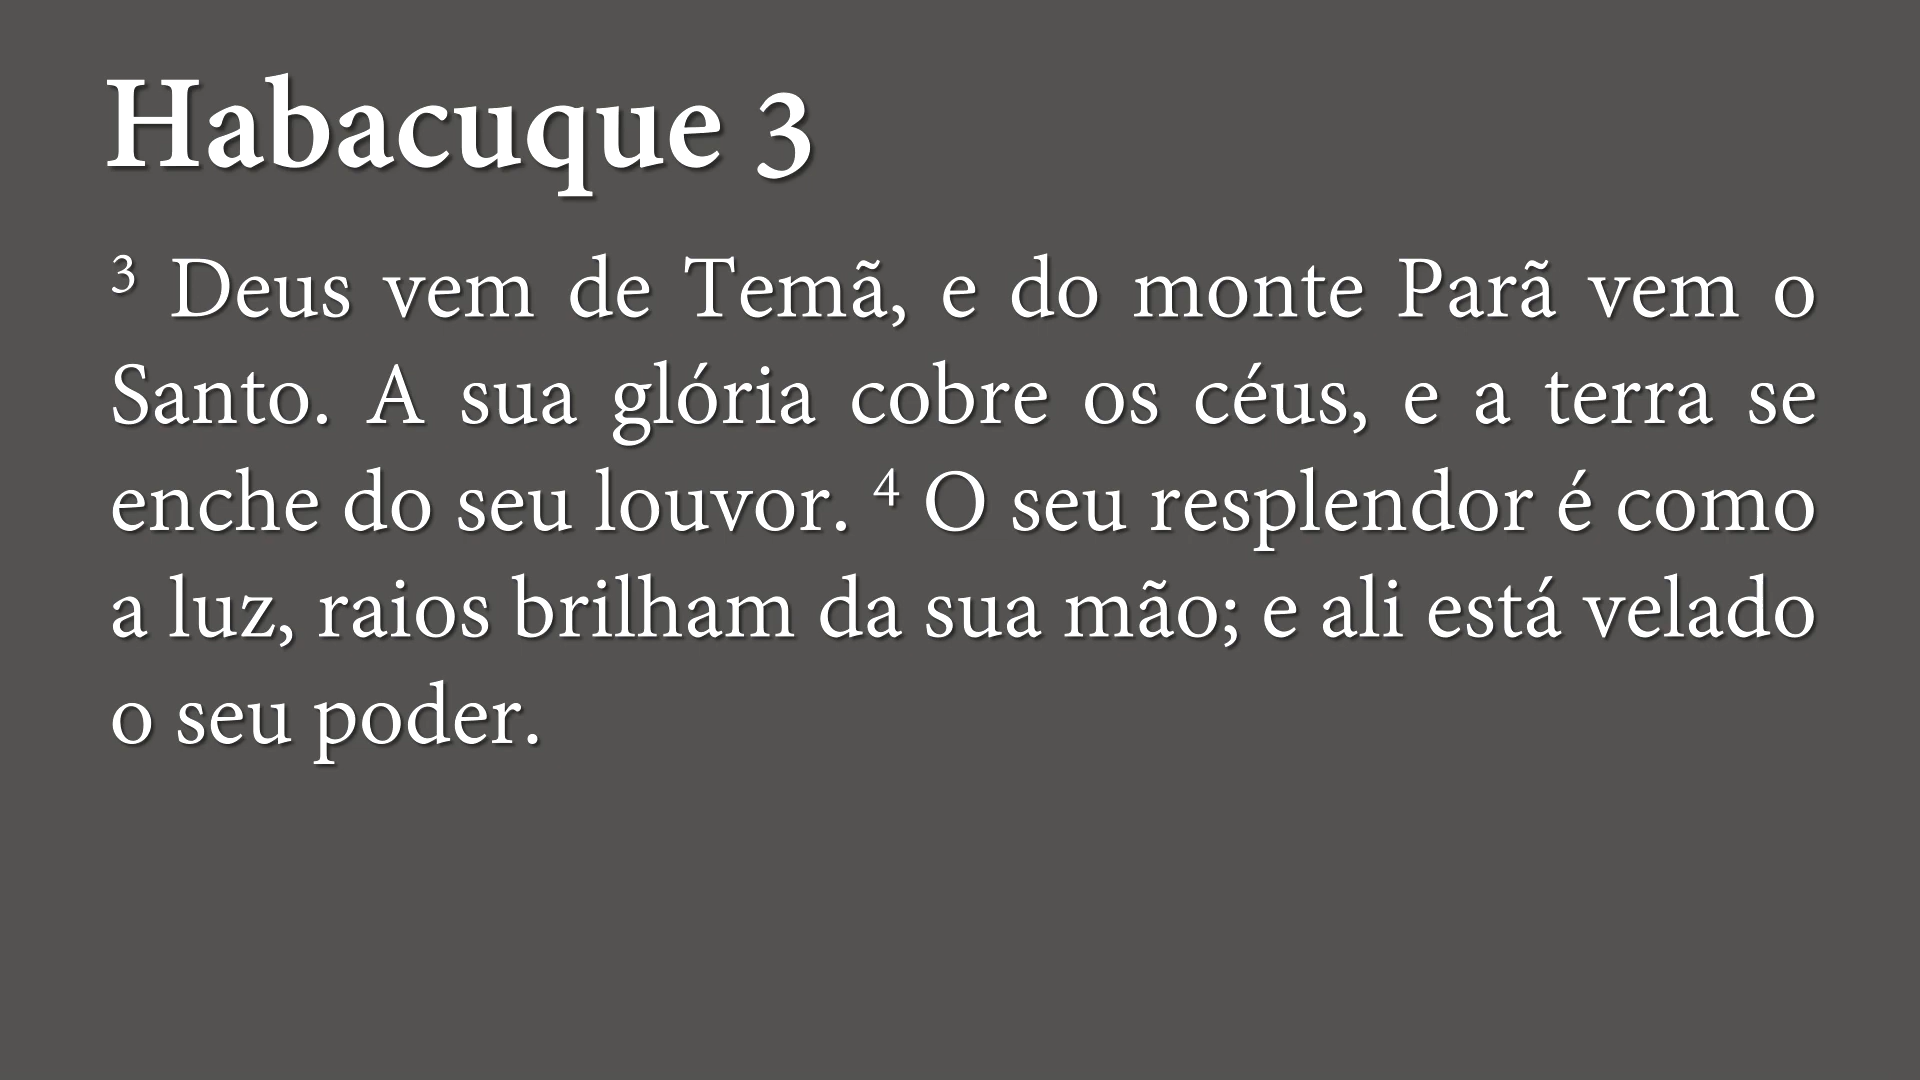 Habacuque 3
³ Deus vem de Temã, e do monte Parã vem o
Santo. A sua glória cobre os céus, e a terra se
enche do seu louvor. ⁴ O seu resplendor é como
a luz, raios brilham da sua mão; e ali está velado
o seu poder.